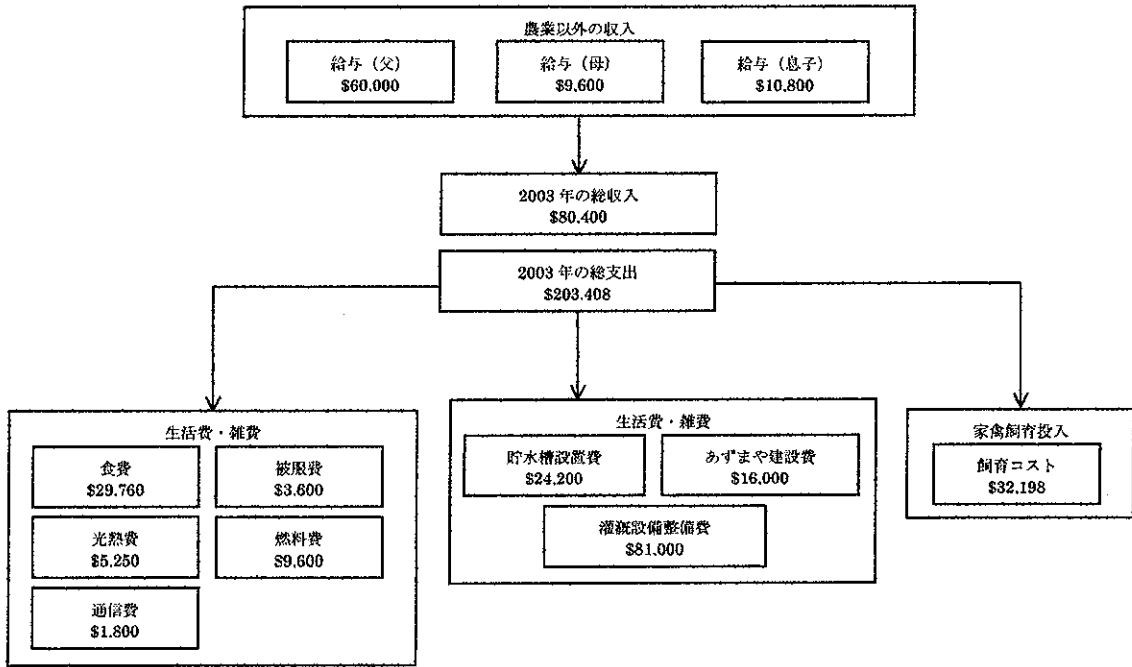 農業以外の収入
給与（父）
$60,000
給与（母）
$9,600
給与（息子）
$10,800
2003 年の総収入
$80,400
2003 年の総支出
$203,408
生活費・雑費
食費
$29,760
被服費
$3,600
光熱費
$5,250
燃料費
$9,600
通信費
$1,800
生活費・雑費
貯水槽設置費
$24,200
あずまや建設費
$16,000
灌漑設備整備費
$81,000
家禽飼育投入
飼育コスト
$32,198